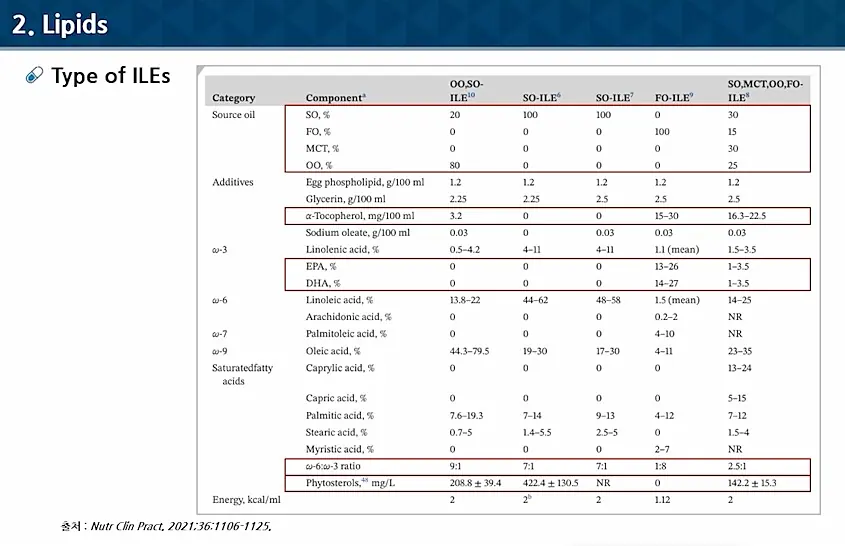 2. Lipids
Type of ILEs
Category Component^a OO,SO-ILE^10 SO-ILE^6 SO-ILE^7 FO-ILE^9 SO,MCT,OO,FO-ILE^8
Source oil SO, % 20 100 100 0 30
FO, % 0 0 0 100 15
MCT, % 0 0 0 0 30
OO, % 80 0 0 0 25
Additives Egg phospholipid, g/100 ml 1.2 1.2 1.2 1.2 1.2
Glycerin, g/100 ml 2.25 2.25 2.5 2.5 2.5
α-Tocopherol, mg/100 ml 3.2 0 0 15–30 16.3–22.5
Sodium oleate, g/100 ml 0.03 0 0.03 0.03 0.03
ω-3 Linolenic acid, % 0.5–4.2 4–11 4–11 1.1 (mean) 1.5–3.5
EPA, % 0 0 0 13–26 1–3.5
DHA, % 0 0 0 14–27 1–3.5
ω-6 Linoleic acid, % 13.8–22 44–62 48–58 1.5 (mean) 14–25
Arachidonic acid, % 0 0 0 0.2–2 NR
ω-7 Palmitoleic acid, % 0 0 0 4–10 NR
ω-9 Oleic acid, % 44.3–79.5 19–30 17–30 4–11 23–35
Saturatedfatty acids Caprylic acid, % 0 0 0 0 13–24
Capric acid, % 0 0 0 0 5–15
Palmitic acid, % 7.6–19.3 7–14 9–13 4–12 7–12
Stearic acid, % 0.7–5 1.4–5.5 2.5–5 0 1.5–4
Myristic acid, % 0 0 0 2–7 NR
ω-6:ω-3 ratio 9:1 7:1 7:1 1:8 2.5:1
Phytosterols,^48 mg/L 208.8 ± 39.4 422.4 ± 130.5 NR 0 142.2 ± 15.3
Energy, kcal/ml 2 2^b 2 1.12 2
출처 : Nutr Clin Pract. 2021;36:1106-1125.